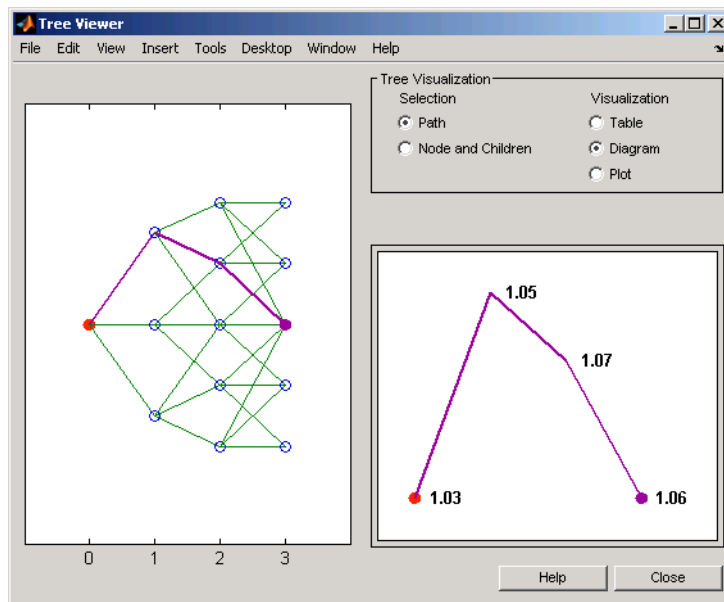 Tree Viewer
File Edit View Insert Tools Desktop Window Help
Tree Visualization
Selection Visualization
Path Table
Node and Children Diagram
Plot
1.05
1.07
1.03 1.06
0 1 2 3
Help Close